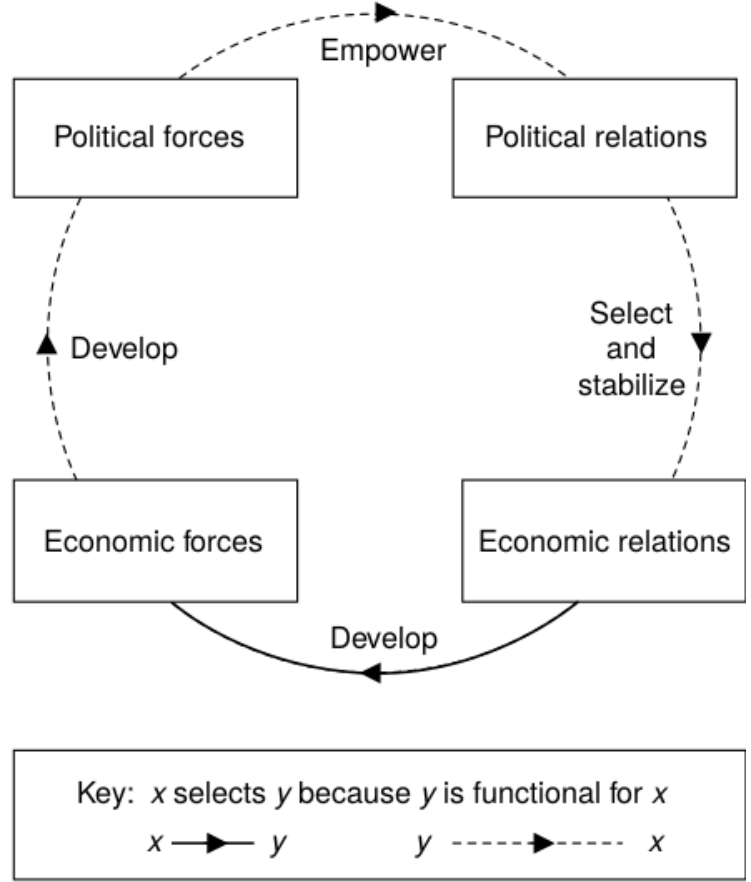 Empower
Political forces
Political relations
Develop
Select
and
stabilize
Economic forces
Economic relations
Develop
Key: x selects y because y is functional for x
x y y x